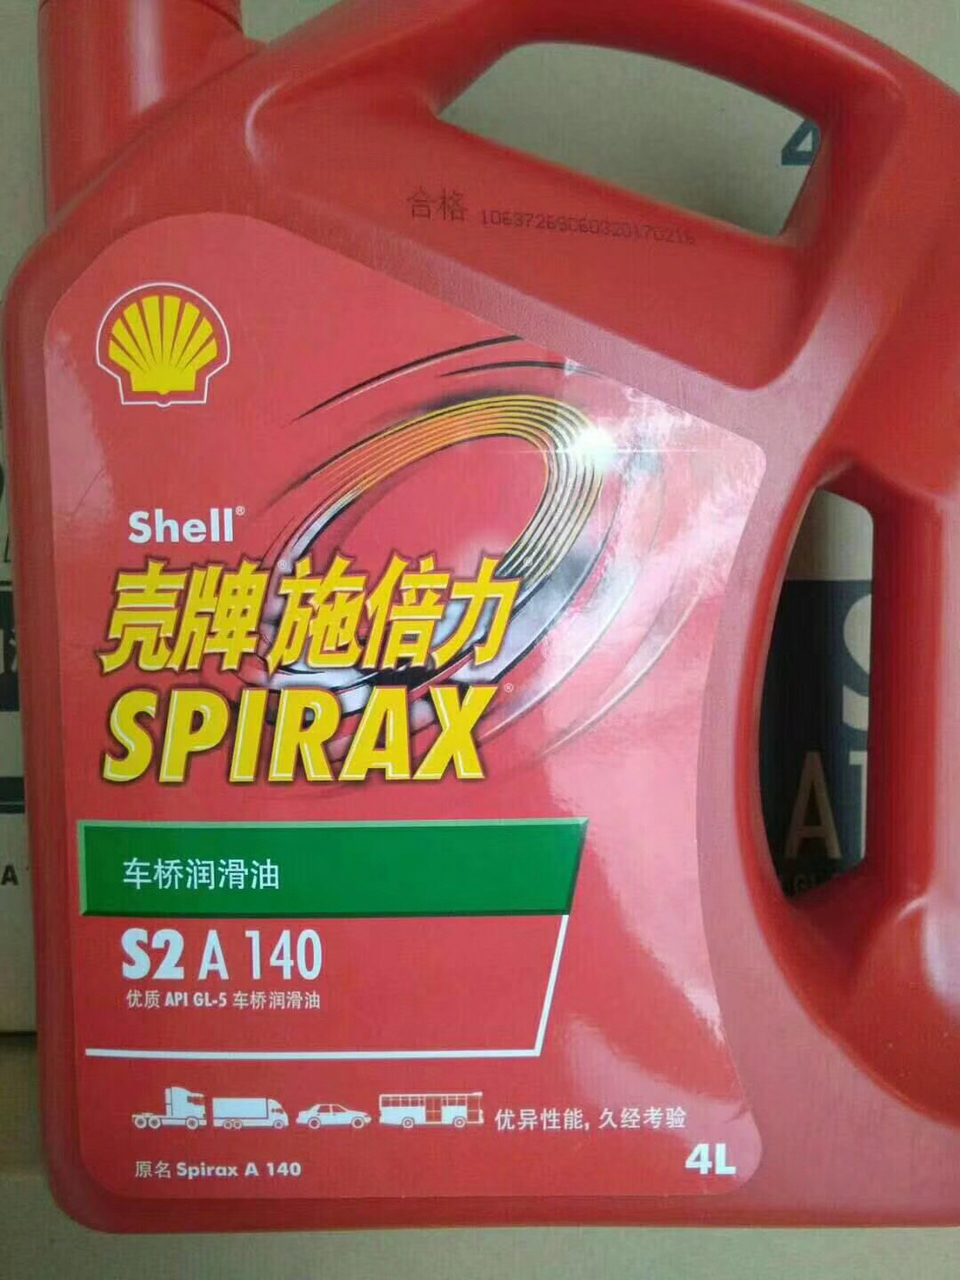 合格 10637269C60320170216
Shell®
壳牌®施倍力®
SPIRAX®
车桥润滑油
S2 A 140
优质 API GL-5 车桥润滑油
优异性能, 久经考验
4L
原名 Spirax A 140